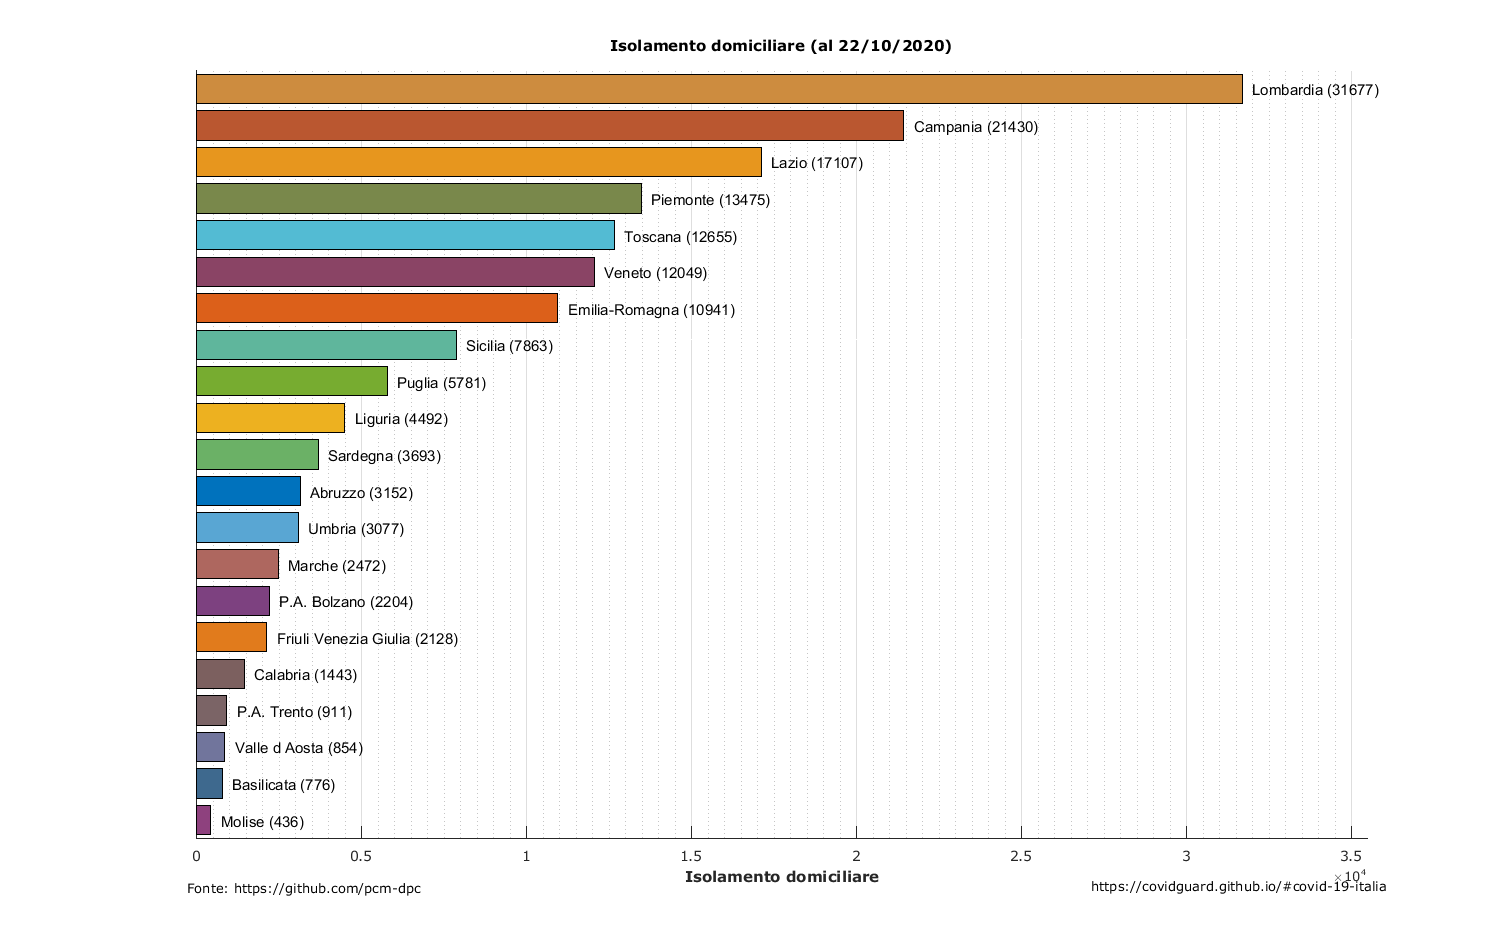 Isolamento domiciliare (al 22/10/2020)
Lombardia (31677)
Campania (21430)
Lazio (17107)
Piemonte (13475)
Toscana (12655)
Veneto (12049)
Emilia-Romagna (10941)
Sicilia (7863)
Puglia (5781)
Liguria (4492)
Sardegna (3693)
Abruzzo (3152)
Umbria (3077)
Marche (2472)
P.A. Bolzano (2204)
Friuli Venezia Giulia (2128)
Calabria (1443)
P.A. Trento (911)
Valle d Aosta (854)
Basilicata (776)
Molise (436)
0 0.5 1 1.5 2 2.5 3 3.5
×10⁴
Isolamento domiciliare
Fonte: https://github.com/pcm-dpc
https://covidguard.github.io/#covid-19-italia